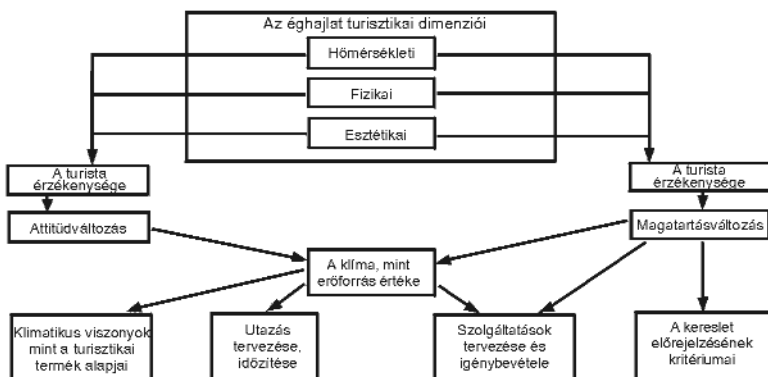 Az éghajlat turisztikai dimenziói
Hőmérsékleti
Fizikai
Esztétikai
A turista
érzékenysége
A turista
érzékenysége
Attitűdváltozás
Magatartásváltozás
A klíma, mint
erőforrás értéke
Klimatikus viszonyok
mint a turisztikai
termék alapjai
Utazás
tervezése,
időzítése
Szolgáltatások
tervezése és
igénybevétele
A kereslet
előrejelzésének
kritériumai